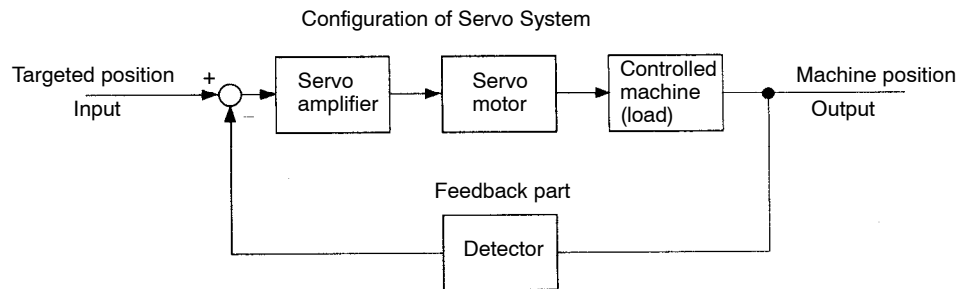 Configuration of Servo System
Targeted position
Input
+
−
Servo
amplifier
Servo
motor
Controlled
machine
(load)
Machine position
Output
Feedback part
Detector